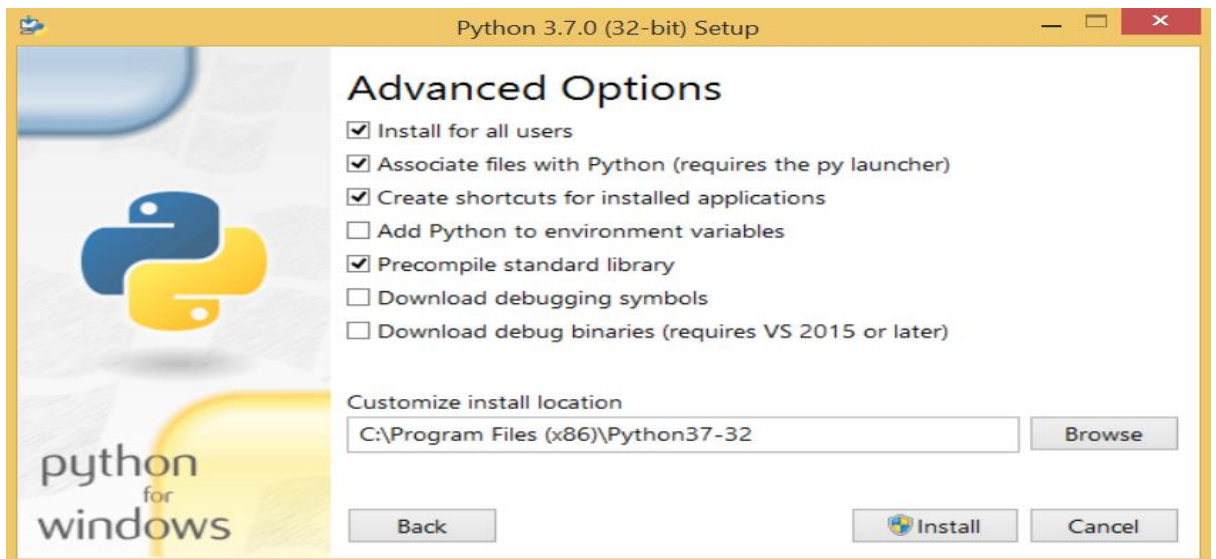 Python 3.7.0 (32-bit) Setup
Advanced Options
Install for all users
Associate files with Python (requires the py launcher)
Create shortcuts for installed applications
Add Python to environment variables
Precompile standard library
Download debugging symbols
Download debug binaries (requires VS 2015 or later)
Customize install location
C:\Program Files (x86)\Python37-32
Browse
python
for
windows
Back
Install
Cancel